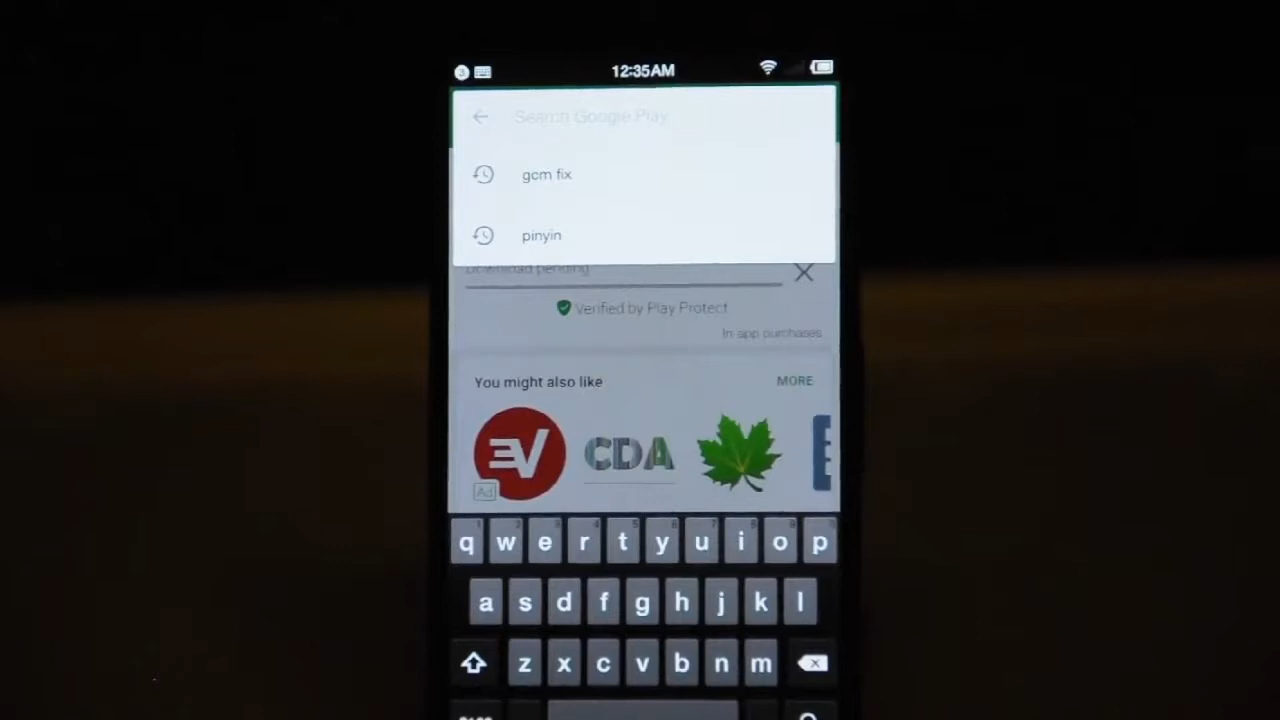 12:35AM
Search Google Play
gcm fix
pinyin
Download pending
Verified by Play Protect
In-app purchases
You might also like MORE
CDA
Ad
q w e r t y u i o p
a s d f g h j k l
z x c v b n m